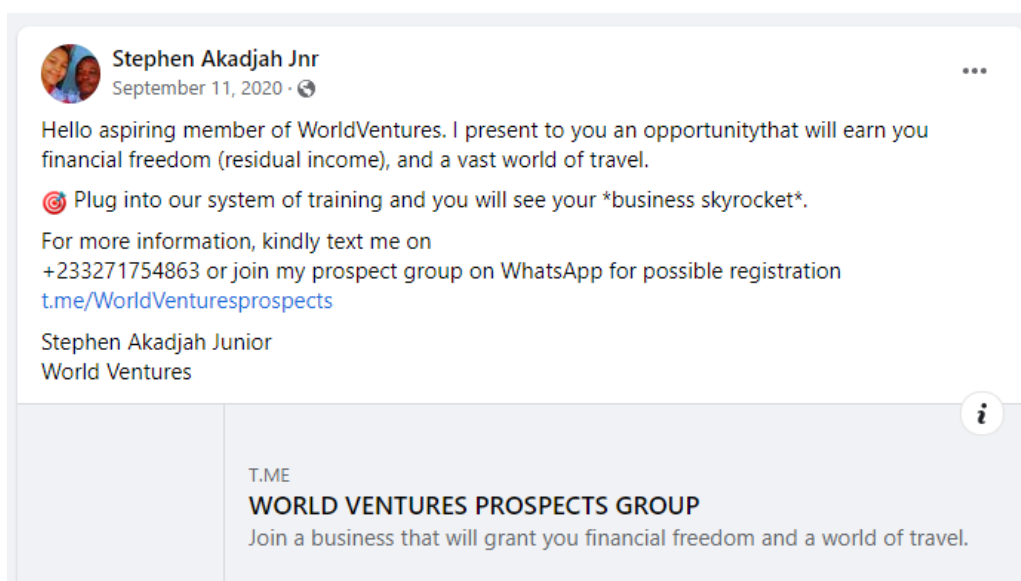 Stephen Akadjah Jnr
September 11, 2020 ·
Hello aspiring member of WorldVentures. I present to you an opportunitythat will earn you
financial freedom (residual income), and a vast world of travel.
🎯 Plug into our system of training and you will see your *business skyrocket*.
For more information, kindly text me on
+233271754863 or join my prospect group on WhatsApp for possible registration
t.me/WorldVenturesprospects
Stephen Akadjah Junior
World Ventures
i
T.ME
WORLD VENTURES PROSPECTS GROUP
Join a business that will grant you financial freedom and a world of travel.